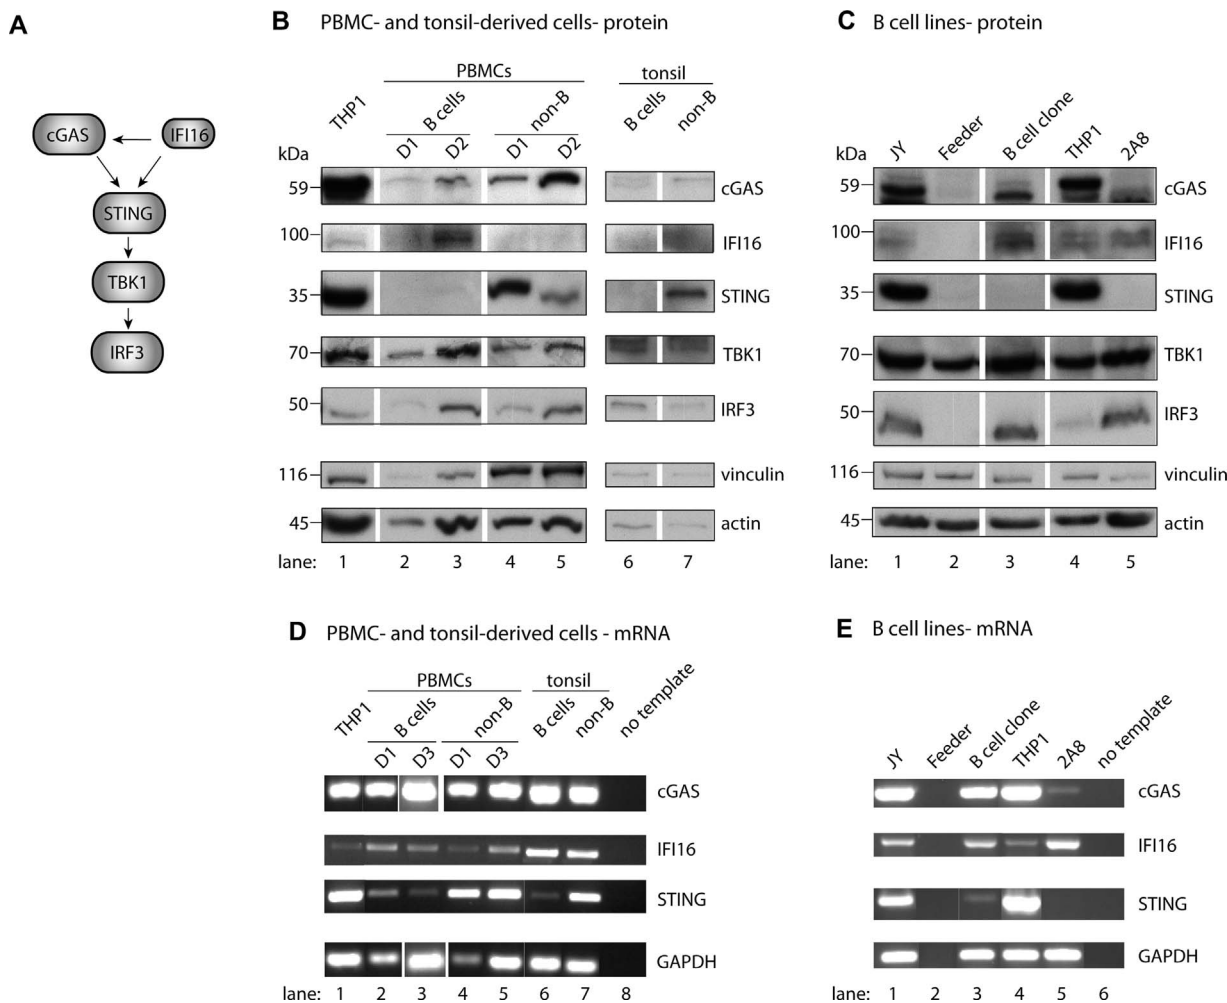 A
cGAS
IFI16
STING
TBK1
IRF3
B PBMC- and tonsil-derived cells- protein
PBMCs
tonsil
THP1
B cells
non-B
B cells
non-B
D1
D2
D1
D2
kDa
59
cGAS
100
IFI16
35
STING
70
TBK1
50
IRF3
116
vinculin
45
actin
lane: 1 2 3 4 5 6 7
C B cell lines- protein
JY
Feeder
B cell clone
THP1
2A8
kDa
59
cGAS
100
IFI16
35
STING
70
TBK1
50
IRF3
116
vinculin
45
actin
lane: 1 2 3 4 5
D PBMC- and tonsil-derived cells - mRNA
PBMCs
tonsil
THP1
B cells
non-B
B cells
non-B
no template
D1
D3
D1
D3
cGAS
IFI16
STING
GAPDH
lane: 1 2 3 4 5 6 7 8
E B cell lines- mRNA
JY
Feeder
B cell clone
THP1
2A8
no template
cGAS
IFI16
STING
GAPDH
lane: 1 2 3 4 5 6